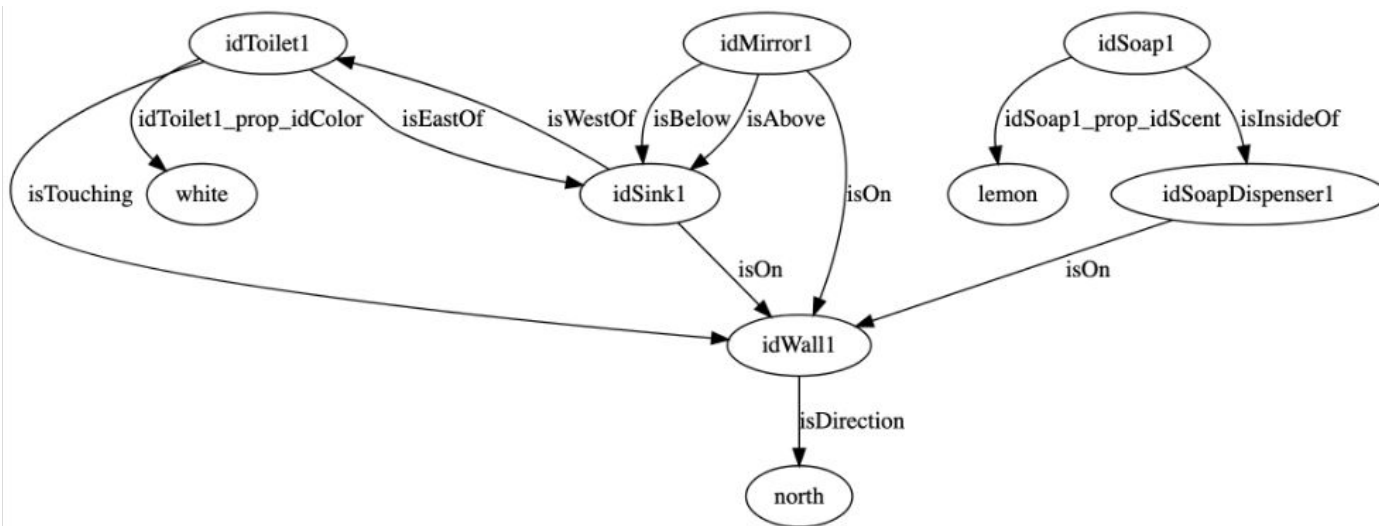 idToilet1 idMirror1 idSoap1
idToilet1_prop_idColor isEastOf isWestOf isBelow isAbove idSoap1_prop_idScent isInsideOf
isTouching white idSink1 isOn lemon idSoapDispenser1
isOn isOn
idWall1
isDirection
north